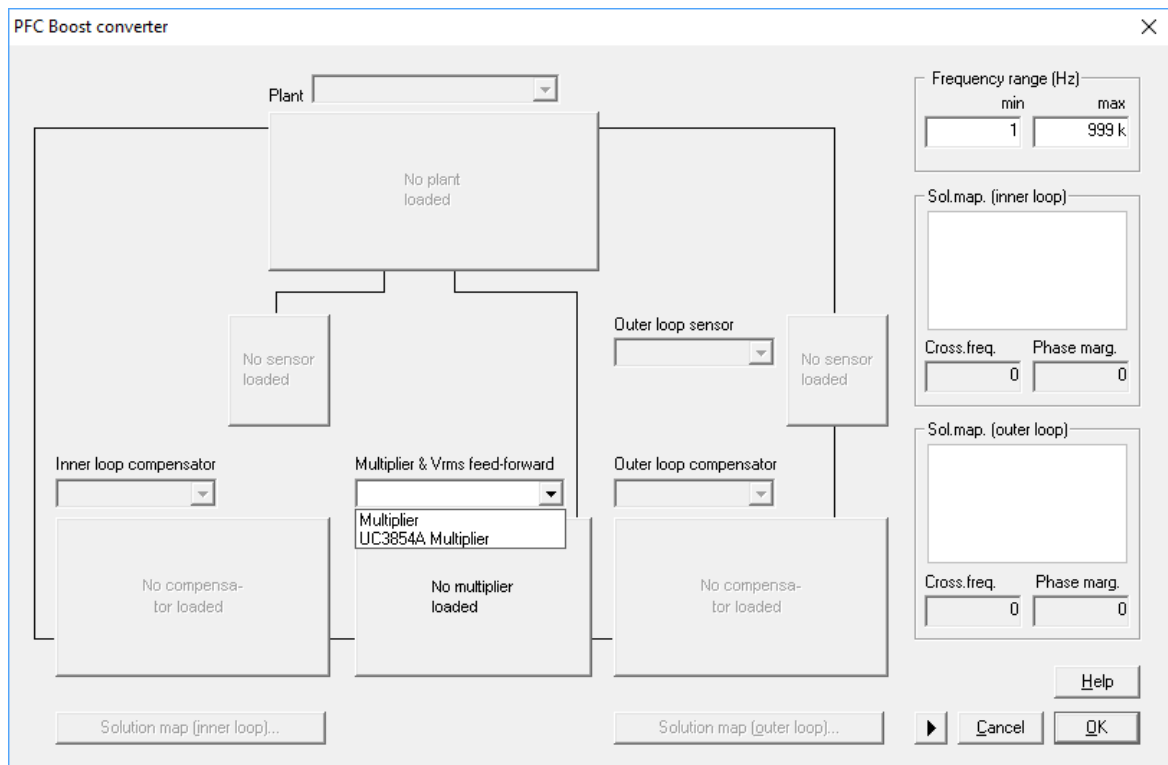 PFC Boost converter
Plant
No plant
loaded
No sensor
loaded
Outer loop sensor
No sensor
loaded
Inner loop compensator
Multiplier & Vrms feed-forward
Multiplier
UC3854A Multiplier
Outer loop compensator
No compensa-
tor loaded
No multiplier
loaded
No compensa-
tor loaded
Solution map (inner loop)...
Solution map (outer loop)...
Frequency range (Hz)
min max
1 999 k
Sol.map. (inner loop)
Cross.freq. Phase marg.
0 0
Sol.map. (outer loop)
Cross.freq. Phase marg.
0 0
Help
Cancel OK